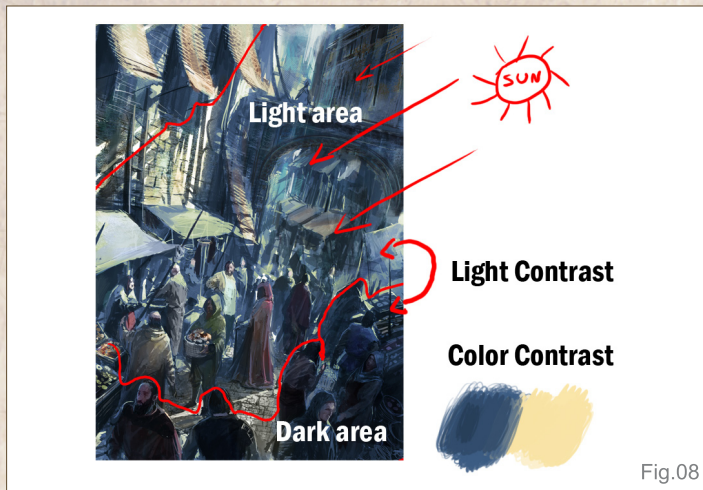 SUN
Light area
Light Contrast
Color Contrast
Dark area
Fig.08